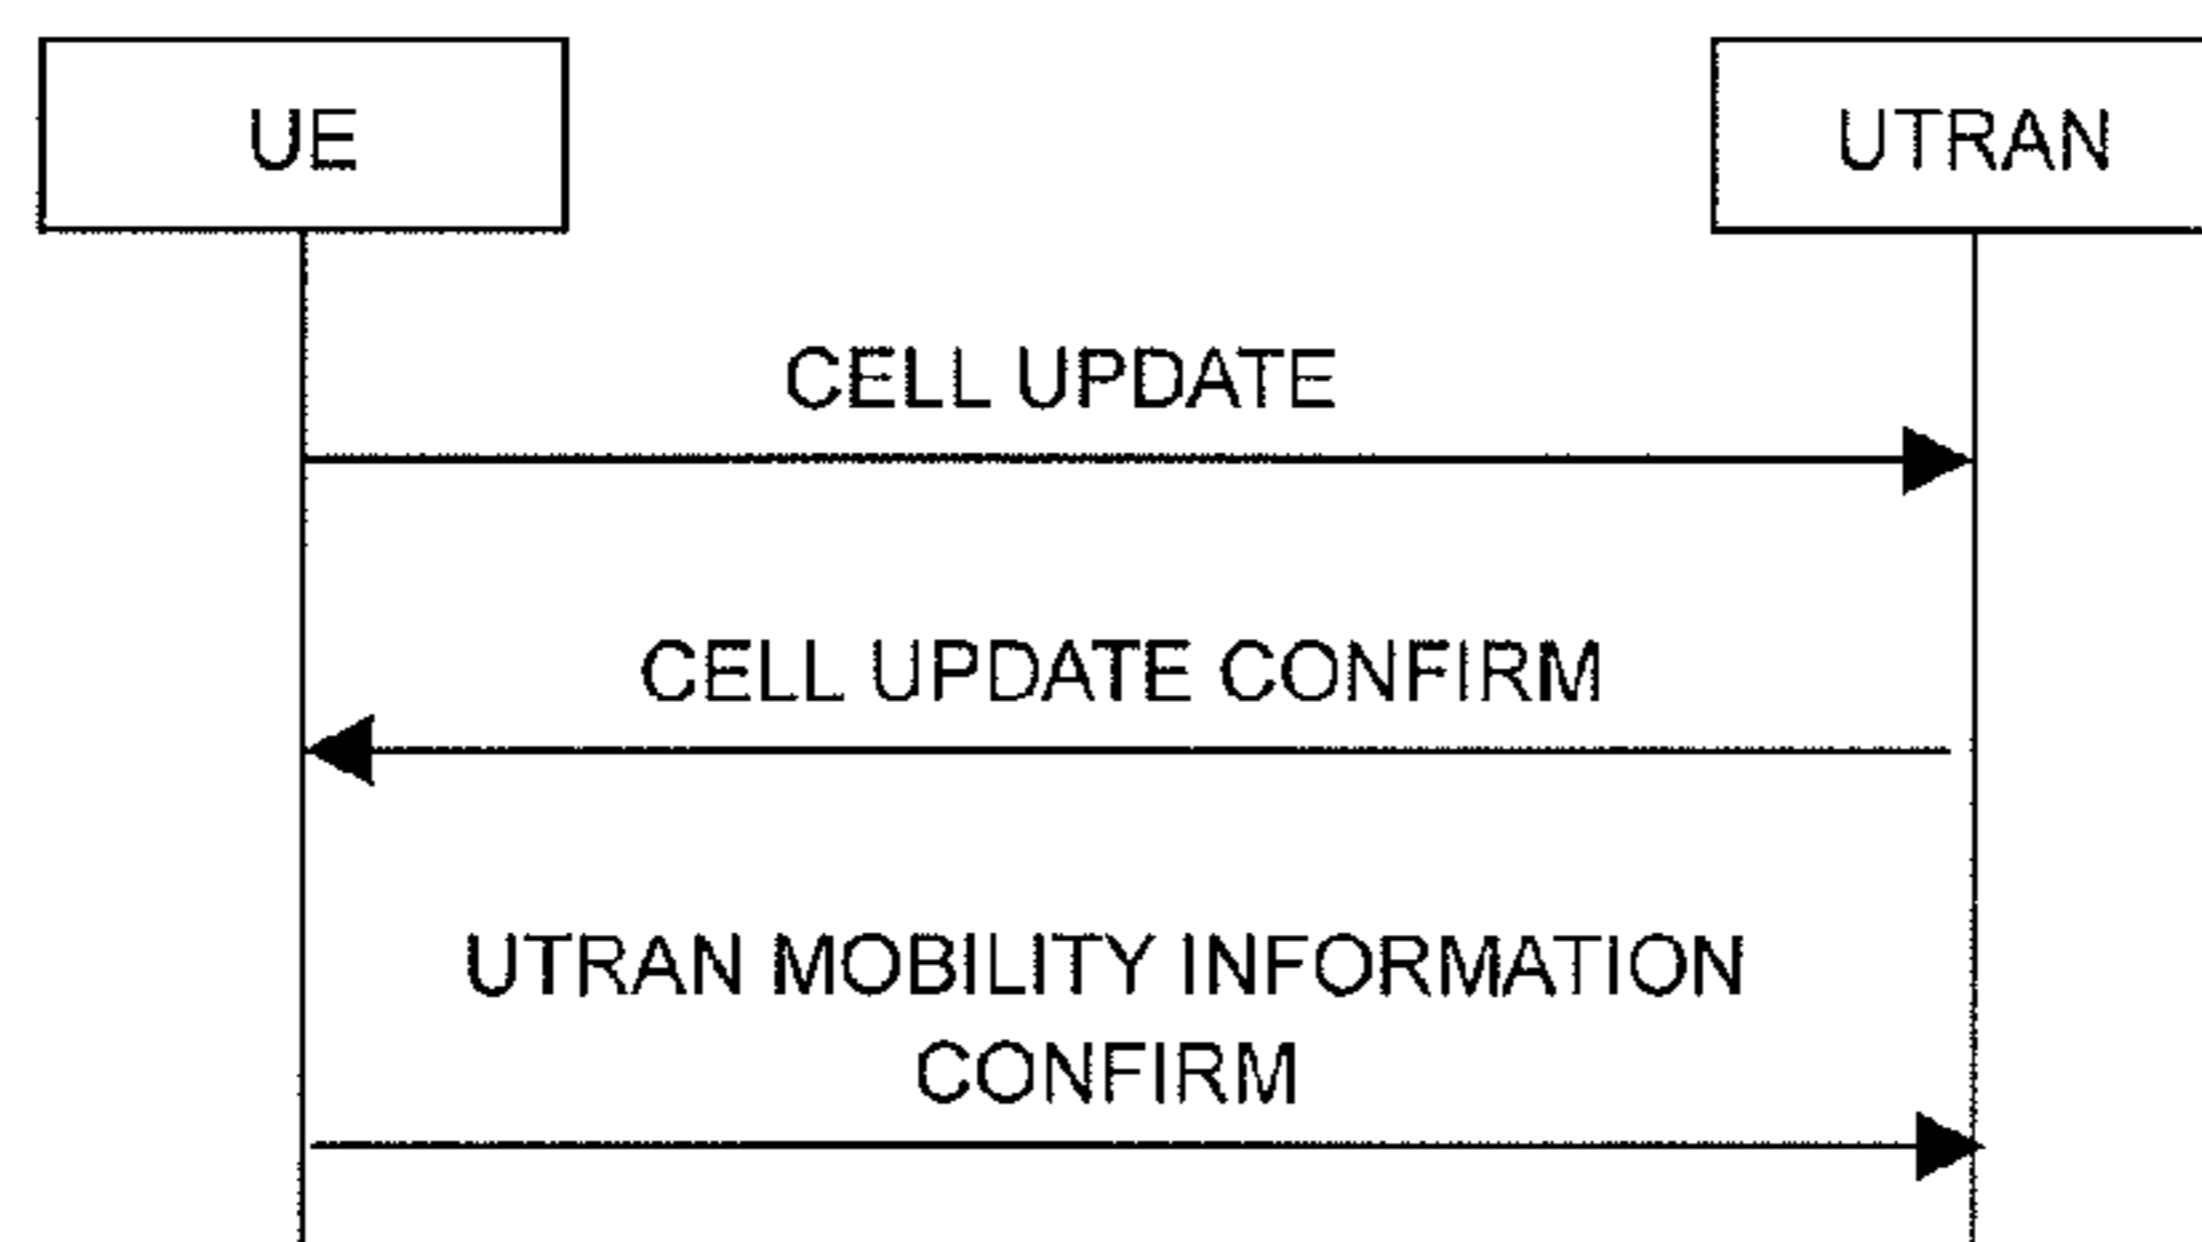 UE
UTRAN
CELL UPDATE
CELL UPDATE CONFIRM
UTRAN MOBILITY INFORMATION
CONFIRM